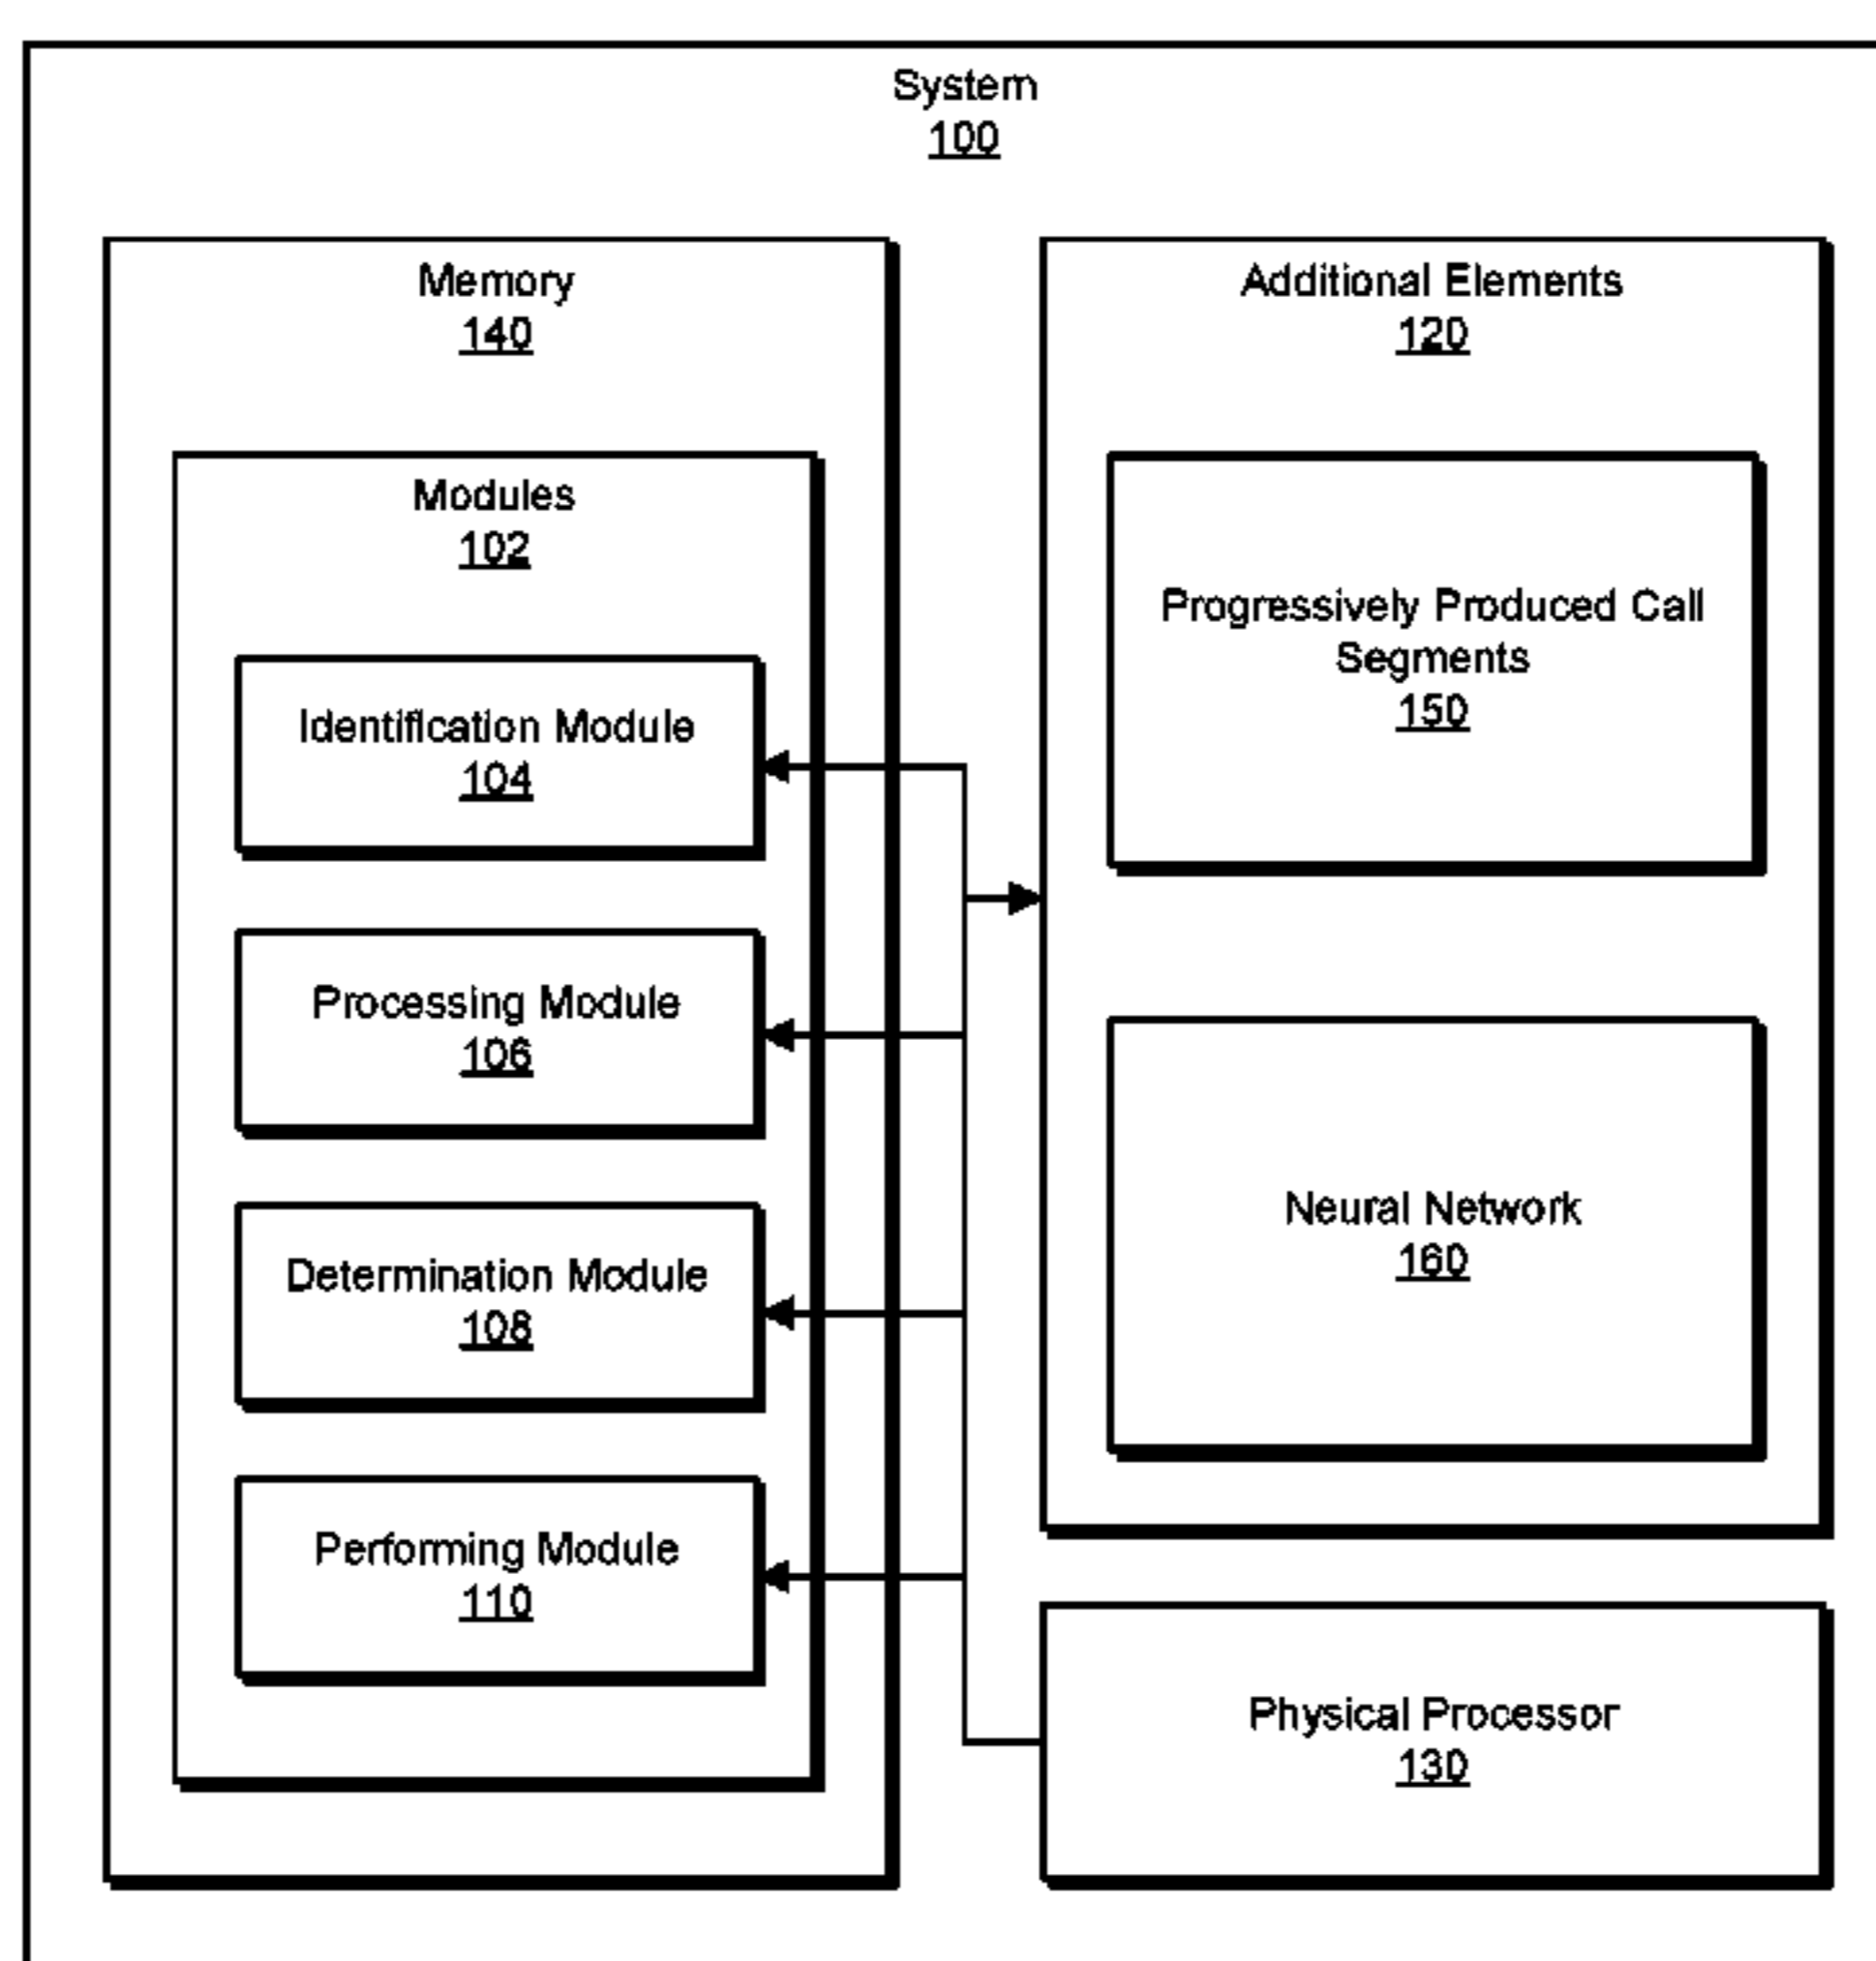 System
100
Memory
140
Modules
102
Identification Module
104
Processing Module
106
Determination Module
108
Performing Module
110
Additional Elements
120
Progressively Produced Call
Segments
150
Neural Network
160
Physical Processor
130